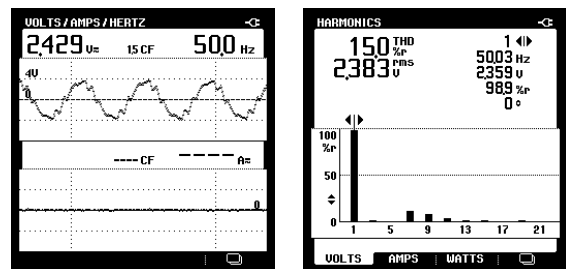 VOLTS / AMPS / HERTZ
2.429 V≂ 1.5 CF 50.0 Hz
4V
0
---- CF ---- A≂
0
HARMONICS
15.0 THD %r 1
2.383 rms V 50.03 Hz
2.359 V
98.9 %r
0 °
100
%r
50
0
1 5 9 13 17 21
VOLTS AMPS WATTS